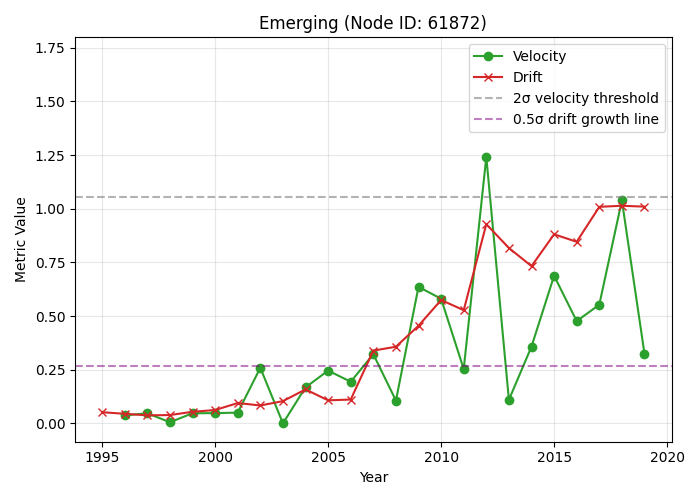 Emerging (Node ID: 61872)
Velocity
Drift
2σ velocity threshold
0.5σ drift growth line
Metric Value
1.75
1.50
1.25
1.00
0.75
0.50
0.25
0.00
1995
2000
2005
2010
2015
2020
Year